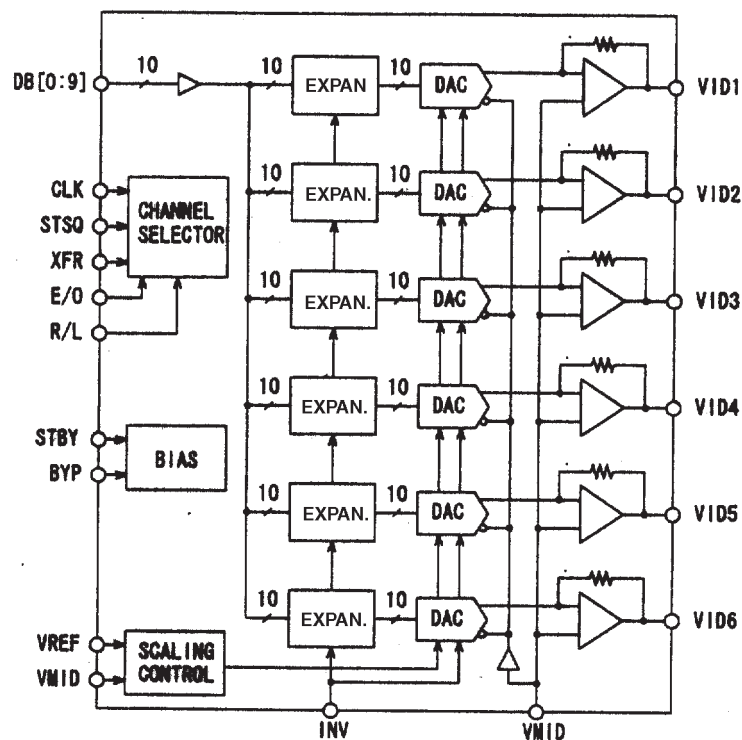 DB[0:9] 10 10 EXPAN 10 DAC VID1
10 EXPAN. 10 DAC VID2
CLK
STSQ
XFR
E/O
R/L
CHANNEL
SELECTOR
10 EXPAN. 10 DAC VID3
10 EXPAN. 10 DAC VID4
STBY
BYP
BIAS
10 EXPAN. 10 DAC VID5
10 EXPAN. 10 DAC VID6
VREF
VMID
SCALING
CONTROL
INV
VMID